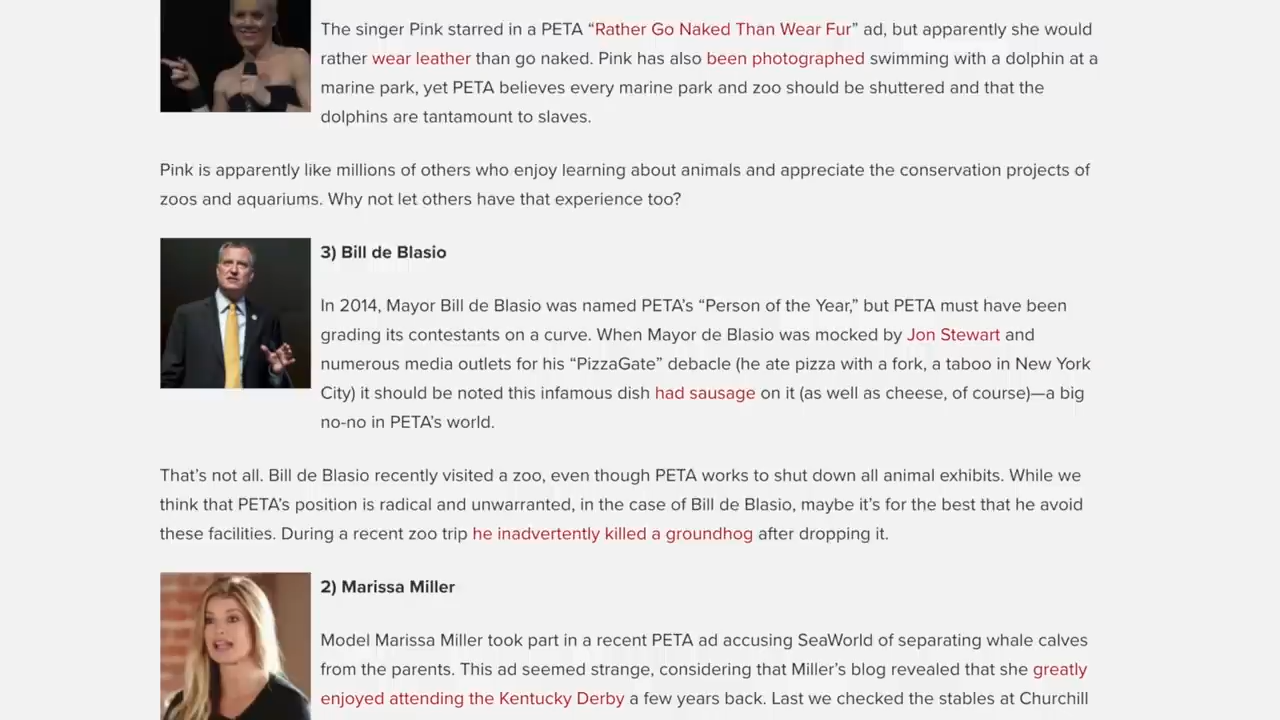 The singer Pink starred in a PETA “Rather Go Naked Than Wear Fur” ad, but apparently she would
rather wear leather than go naked. Pink has also been photographed swimming with a dolphin at a
marine park, yet PETA believes every marine park and zoo should be shuttered and that the
dolphins are tantamount to slaves.
Pink is apparently like millions of others who enjoy learning about animals and appreciate the conservation projects of
zoos and aquariums. Why not let others have that experience too?
3) Bill de Blasio
In 2014, Mayor Bill de Blasio was named PETA’s “Person of the Year,” but PETA must have been
grading its contestants on a curve. When Mayor de Blasio was mocked by Jon Stewart and
numerous media outlets for his “PizzaGate” debacle (he ate pizza with a fork, a taboo in New York
City) it should be noted this infamous dish had sausage on it (as well as cheese, of course)—a big
no-no in PETA’s world.
That’s not all. Bill de Blasio recently visited a zoo, even though PETA works to shut down all animal exhibits. While we
think that PETA’s position is radical and unwarranted, in the case of Bill de Blasio, maybe it’s for the best that he avoid
these facilities. During a recent zoo trip he inadvertently killed a groundhog after dropping it.
2) Marissa Miller
Model Marissa Miller took part in a recent PETA ad accusing SeaWorld of separating whale calves
from the parents. This ad seemed strange, considering that Miller’s blog revealed that she greatly
enjoyed attending the Kentucky Derby a few years back. Last we checked the stables at Churchill